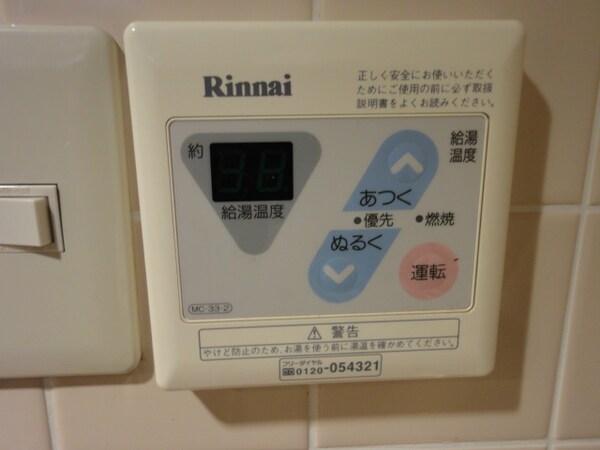 Rinnai
正しく安全にお使いいただく
ためにご使用の前に必ず取扱
説明書をよくお読みください。
約
38
給湯温度
給湯
温度
あつく
優先
燃焼
ぬるく
運転
MC-33-2
警告
やけど防止のため、お湯を使う前に湯温を確かめてください。
フリーダイヤル
0120-054321